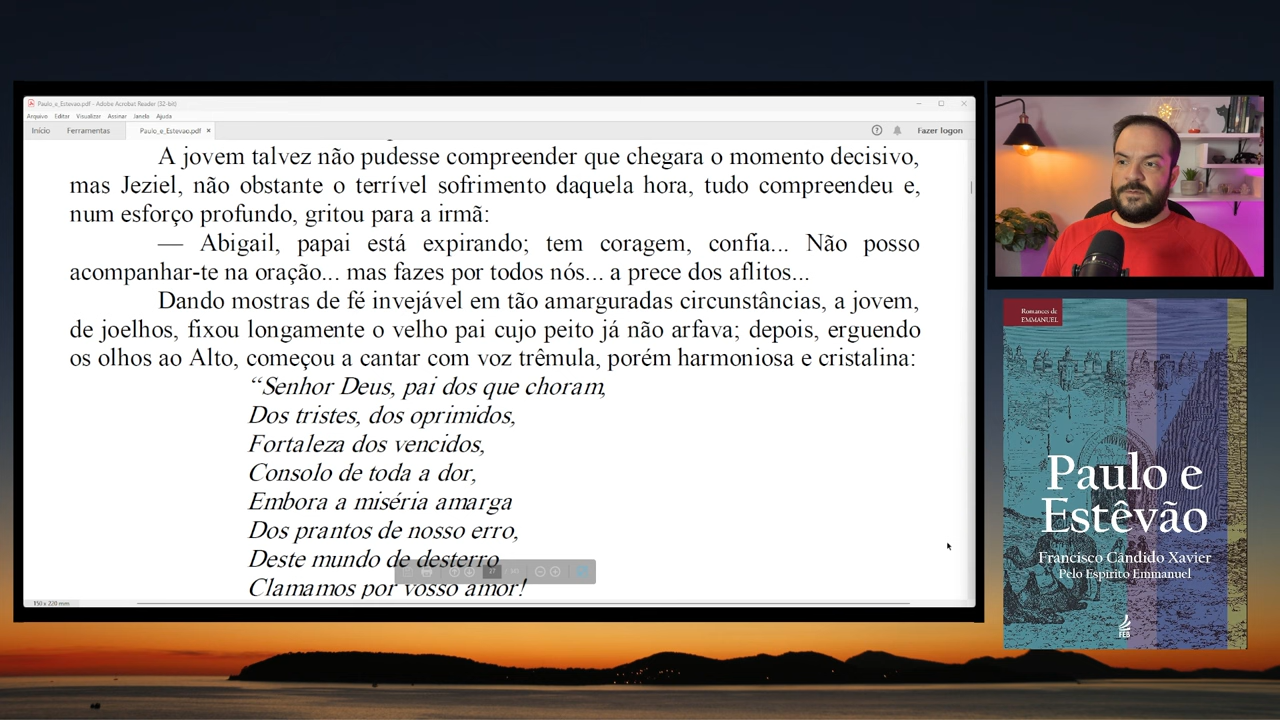 Paulo_e_Estevao.pdf - Adobe Acrobat Reader (32-bit)
Arquivo Editar Visualizar Assinar Janela Ajuda
Início Ferramentas Paulo_e_Estevao.pdf × Fazer logon
A jovem talvez não pudesse compreender que chegara o momento decisivo,
mas Jeziel, não obstante o terrível sofrimento daquela hora, tudo compreendeu e,
num esforço profundo, gritou para a irmã:
— Abigail, papai está expirando; tem coragem, confia... Não posso
acompanhar-te na oração... mas fazes por todos nós... a prece dos aflitos...
Dando mostras de fé invejável em tão amarguradas circunstâncias, a jovem,
de joelhos, fixou longamente o velho pai cujo peito já não arfava; depois, erguendo
os olhos ao Alto, começou a cantar com voz trêmula, porém harmoniosa e cristalina:
“Senhor Deus, pai dos que choram,
Dos tristes, dos oprimidos,
Fortaleza dos vencidos,
Consolo de toda a dor,
Embora a miséria amarga
Dos prantos de nosso erro,
Deste mundo de desterro
Clamamos por vosso amor!
150 x 220 mm
Romances de
EMMANUEL
Paulo e
Estêvão
Francisco Cândido Xavier
Pelo Espírito Emmanuel
FEB